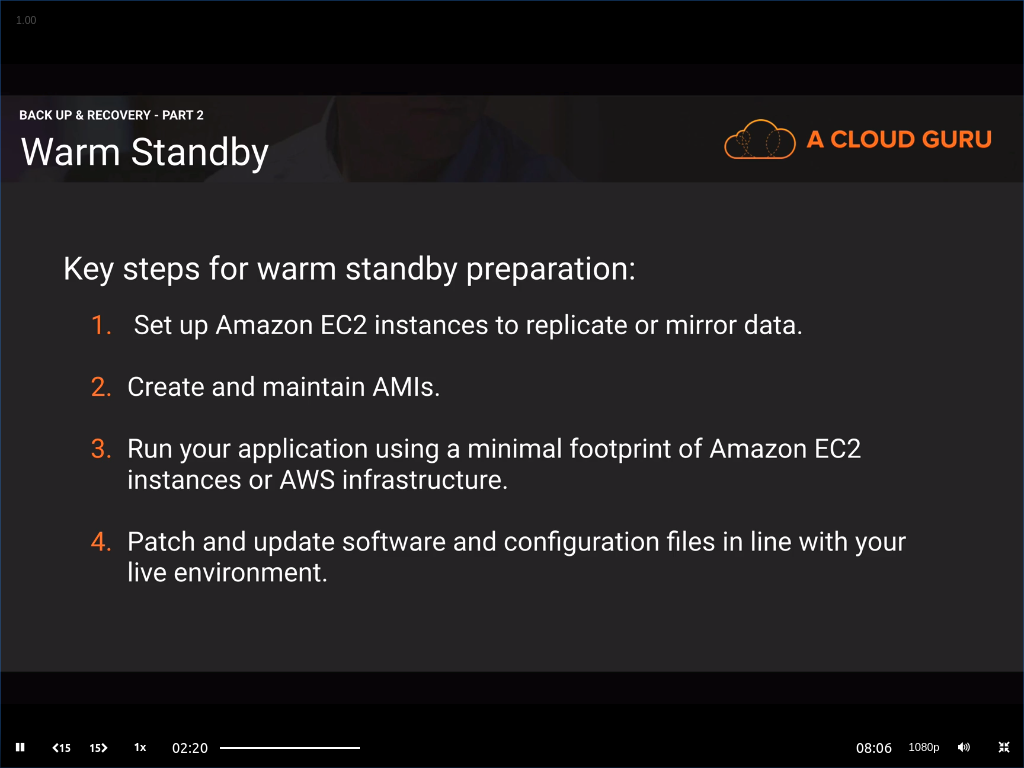 1.00
BACK UP & RECOVERY - PART 2
Warm Standby
A CLOUD GURU
Key steps for warm standby preparation:
1. Set up Amazon EC2 instances to replicate or mirror data.
2. Create and maintain AMIs.
3. Run your application using a minimal footprint of Amazon EC2
instances or AWS infrastructure.
4. Patch and update software and configuration files in line with your
live environment.
15 15 1x 02:20 08:06 1080p